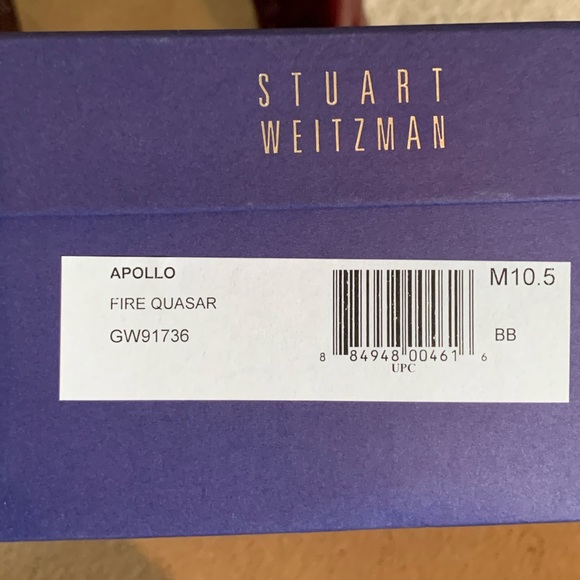 STUART
WEITZMAN
APOLLO
FIRE QUASAR
GW91736
8 84948 00461 6
UPC
M10.5
BB